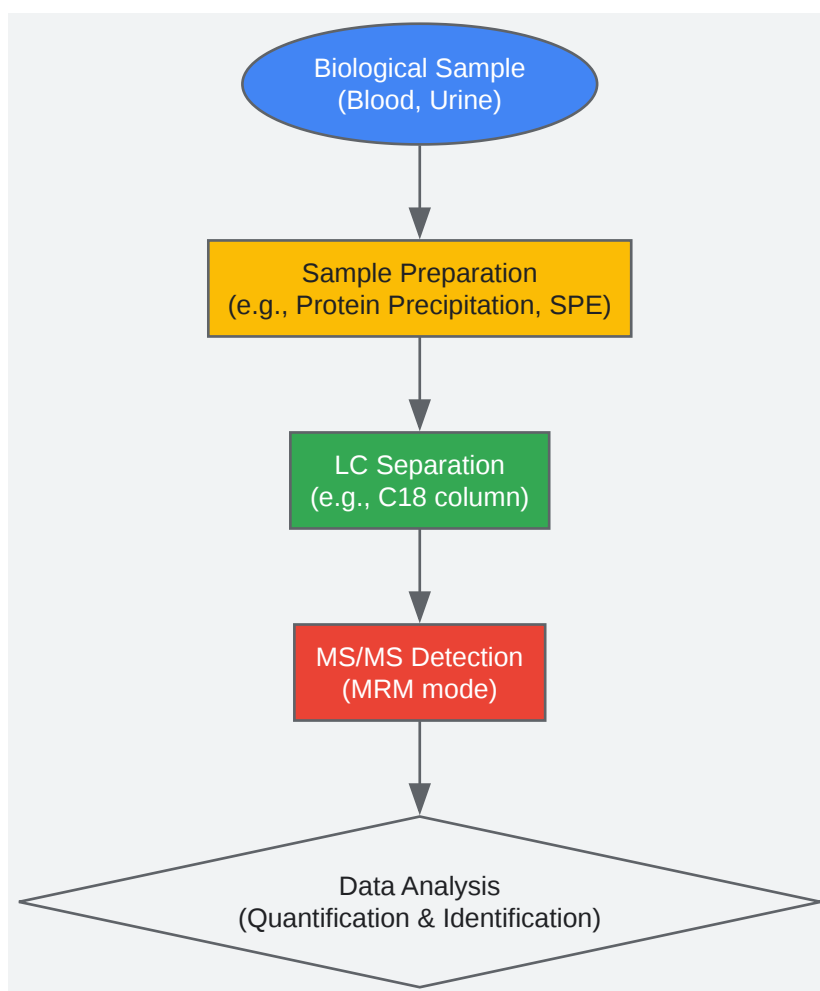 Biological Sample
(Blood, Urine)
Sample Preparation
(e.g., Protein Precipitation, SPE)
LC Separation
(e.g., C18 column)
MS/MS Detection
(MRM mode)
Data Analysis
(Quantification & Identification)